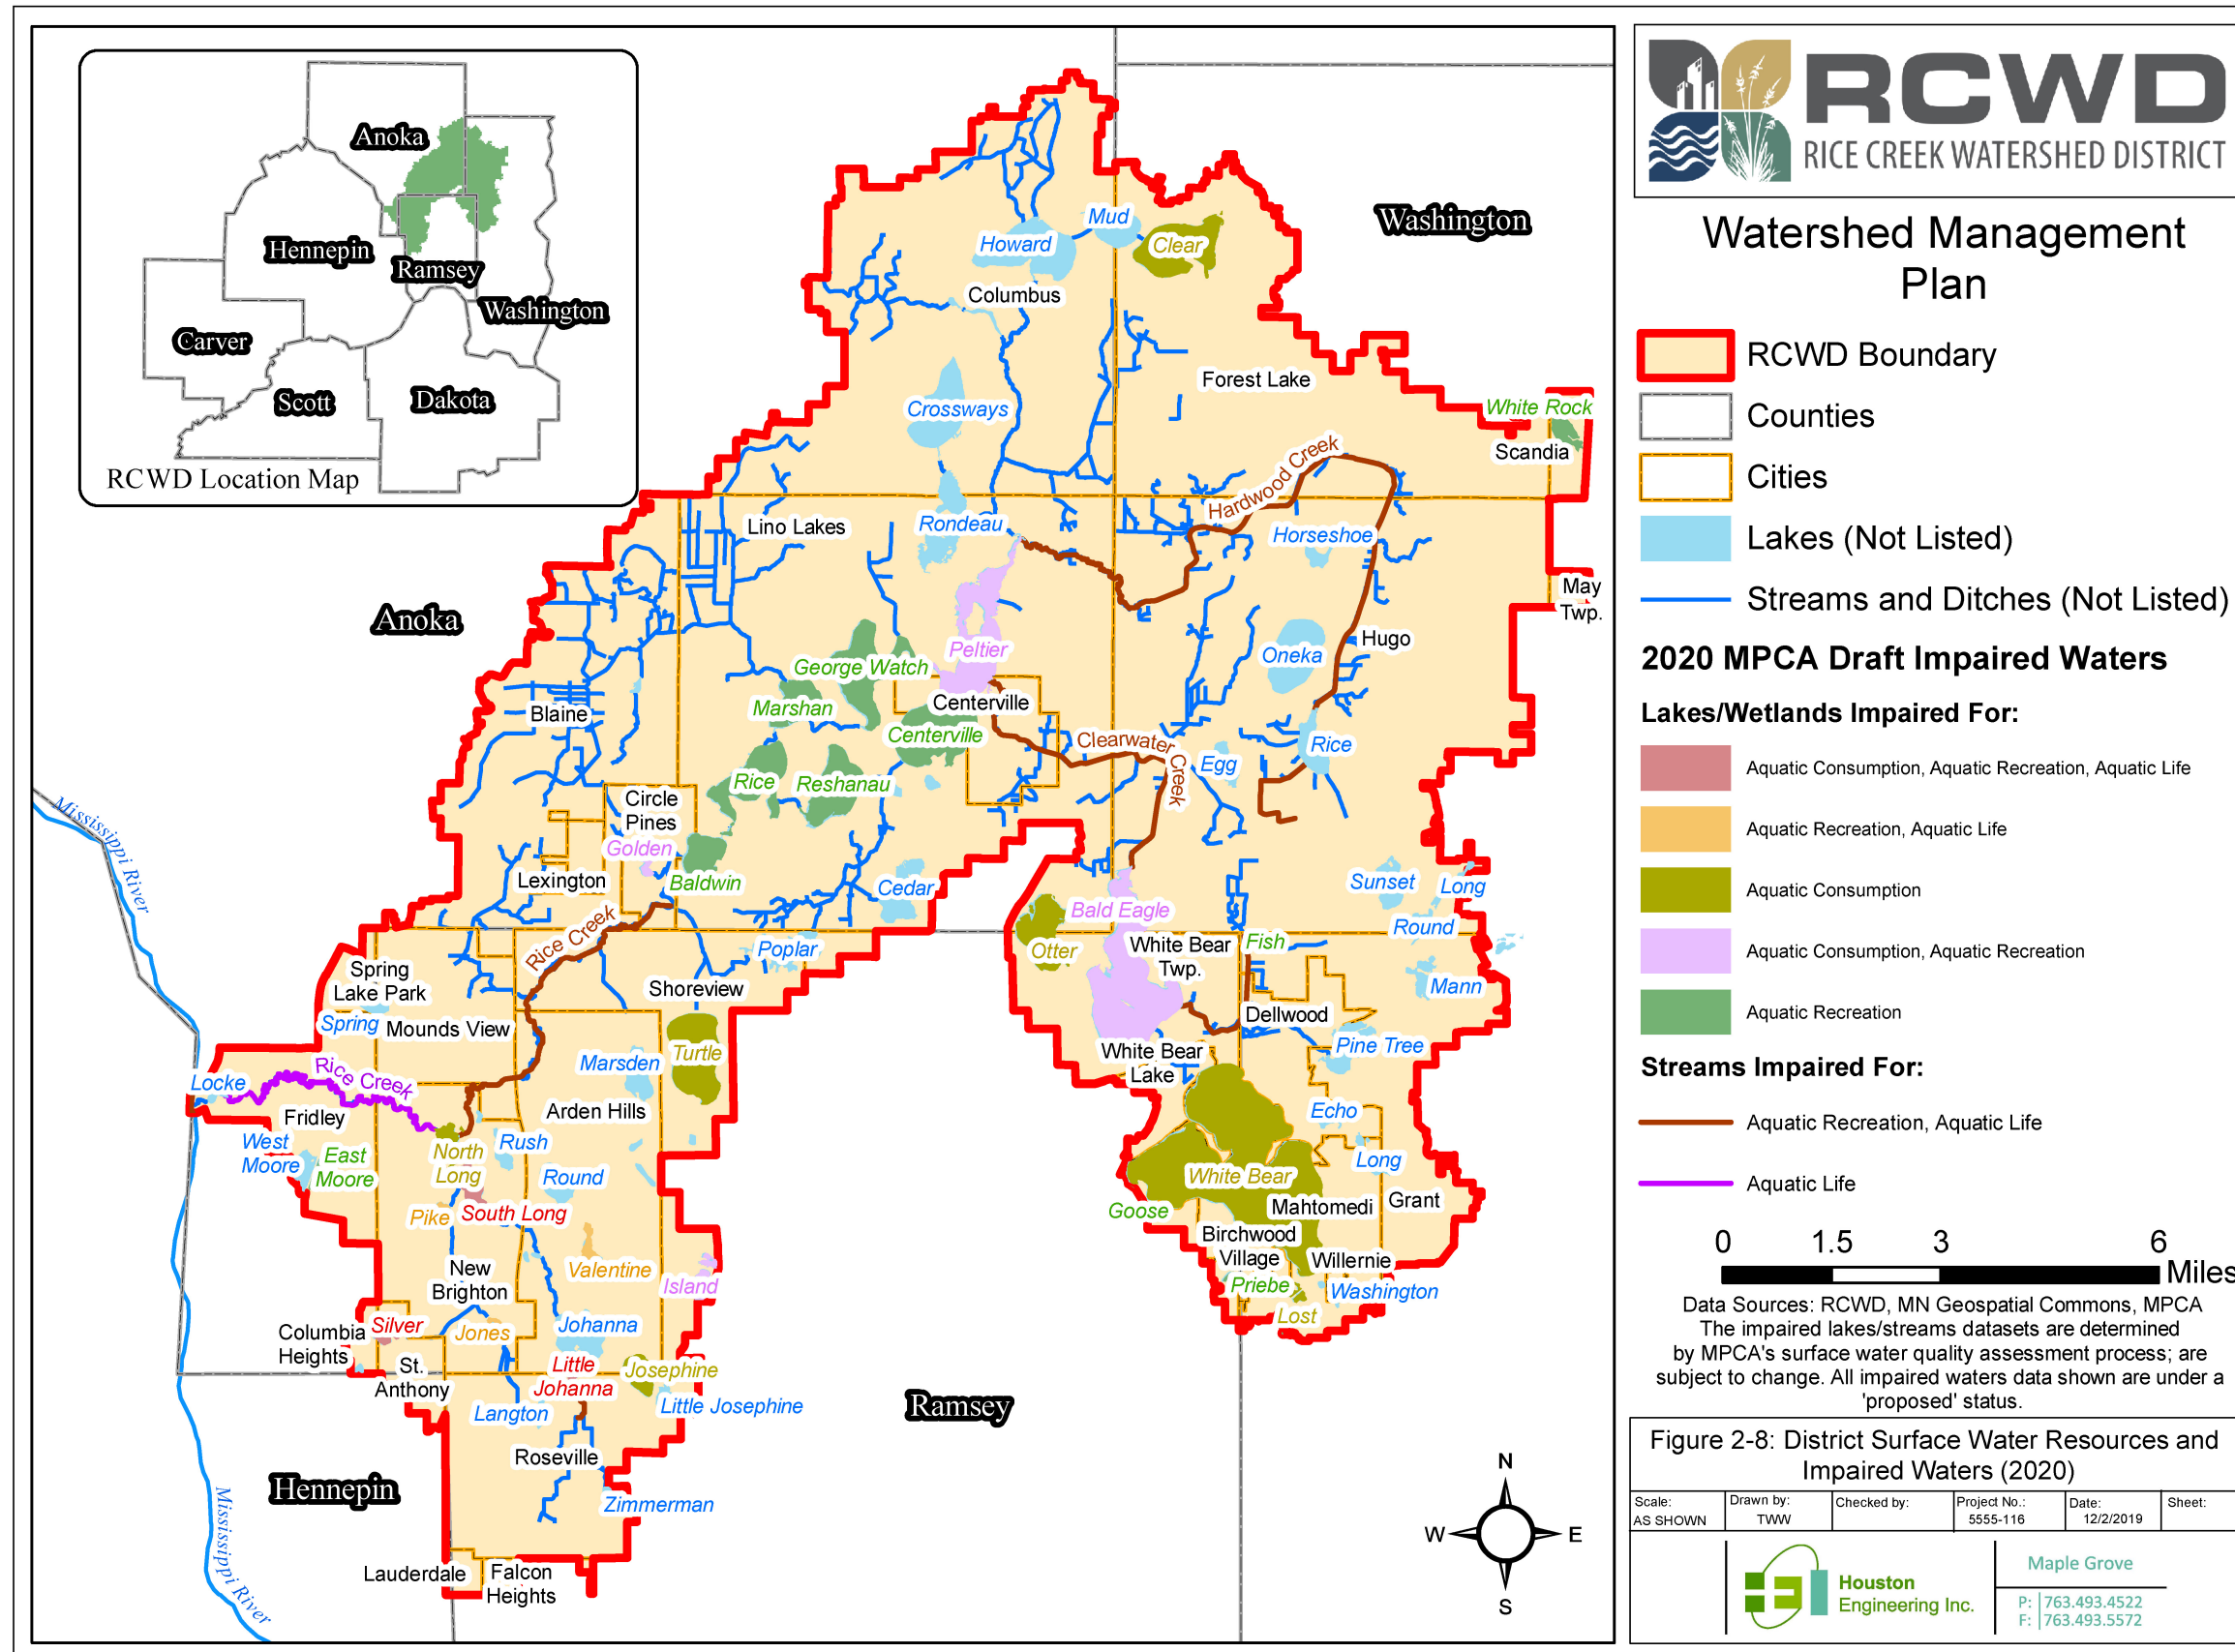 Anoka
Hennepin
Ramsey
Washington
Carver
Scott
Dakota
RCWD Location Map
Washington
Mud
Howard
Clear
Columbus
Forest Lake
Crossways
White Rock
Scandia
Hardwood Creek
Lino Lakes
Rondeau
Horseshoe
May
Twp.
Anoka
Peltier
Hugo
Oneka
George Watch
Centerville
Marshan
Blaine
Centerville
Clearwater
Creek
Rice
Egg
Rice
Reshanau
Circle
Pines
Golden
Mississippi River
Lexington
Baldwin
Cedar
Sunset
Long
Bald Eagle
Round
Rice Creek
Poplar
Otter
White Bear
Twp.
Fish
Spring
Lake Park
Shoreview
Mann
Spring
Mounds View
Dellwood
Marsden
Turtle
White Bear
Lake
Pine Tree
Locke
Rice Creek
Fridley
Arden Hills
Echo
West
Moore
East
Moore
North
Long
Rush
Round
Long
White Bear
Pike
South Long
Goose
Mahtomedi
Grant
Birchwood
Village
Willernie
New
Brighton
Valentine
Island
Priebe
Washington
Lost
Columbia
Heights
Silver
Jones
Johanna
St.
Anthony
Little
Johanna
Josephine
Langton
Little Josephine
Ramsey
Roseville
Hennepin
Zimmerman
Mississippi River
Lauderdale
Falcon
Heights
N
W
E
S
RCWD
RICE CREEK WATERSHED DISTRICT
Watershed Management
Plan
RCWD Boundary
Counties
Cities
Lakes (Not Listed)
Streams and Ditches (Not Listed)
2020 MPCA Draft Impaired Waters
Lakes/Wetlands Impaired For:
Aquatic Consumption, Aquatic Recreation, Aquatic Life
Aquatic Recreation, Aquatic Life
Aquatic Consumption
Aquatic Consumption, Aquatic Recreation
Aquatic Recreation
Streams Impaired For:
Aquatic Recreation, Aquatic Life
Aquatic Life
0 1.5 3 6
Miles
Data Sources: RCWD, MN Geospatial Commons, MPCA
The impaired lakes/streams datasets are determined
by MPCA's surface water quality assessment process; are
subject to change. All impaired waters data shown are under a
'proposed' status.
Figure 2-8: District Surface Water Resources and
Impaired Waters (2020)
Scale:
AS SHOWN
Drawn by:
TWW
Checked by:
Project No.:
5555-116
Date:
12/2/2019
Sheet:
Houston
Engineering Inc.
Maple Grove
P: 763.493.4522
F: 763.493.5572